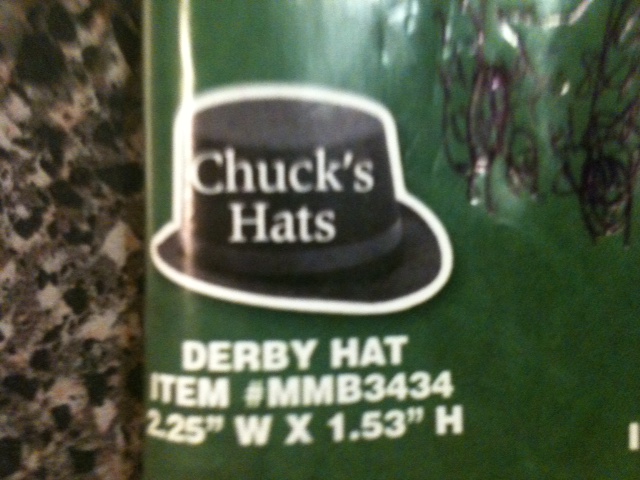 Chuck's
Hats
DERBY HAT
ITEM #MMB3434
2.25" W X 1.53" H